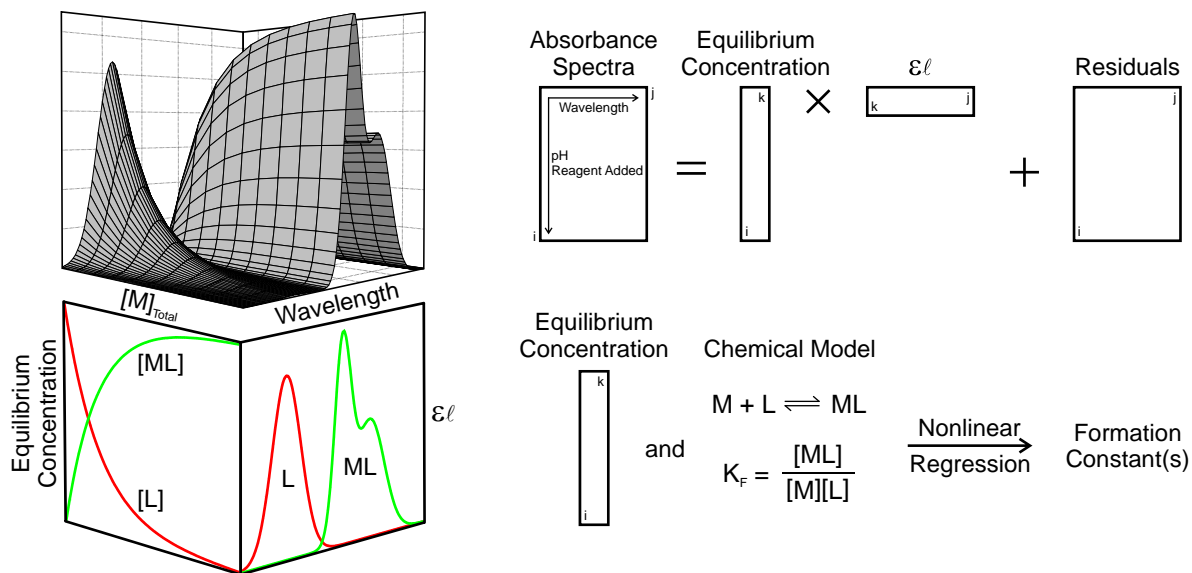 [M]Total
Wavelength
Equilibrium
Concentration
[ML]
[L]
L
ML
εℓ
Absorbance
Spectra
j
Wavelength
pH
Reagent Added
i
=
Equilibrium
Concentration
k
i
×
εℓ
k
j
+
Residuals
j
i
Equilibrium
Concentration
k
i
and
Chemical Model
M + L ⇌ ML
K_F = [ML]
[M][L]
Nonlinear
Regression
Formation
Constant(s)